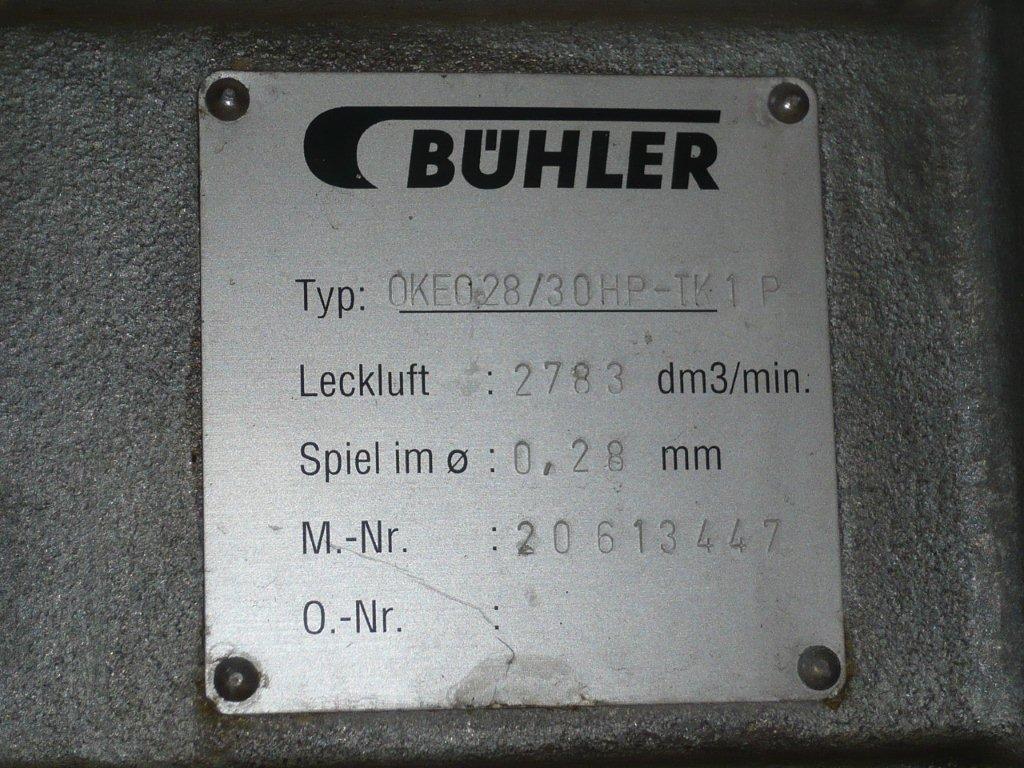 BÜHLER
Typ: OKEO28/30HP-TK1 P
Leckluft : 2783 dm3/min.
Spiel im ø : 0,28 mm
M.-Nr. : 20613447
O.-Nr. :